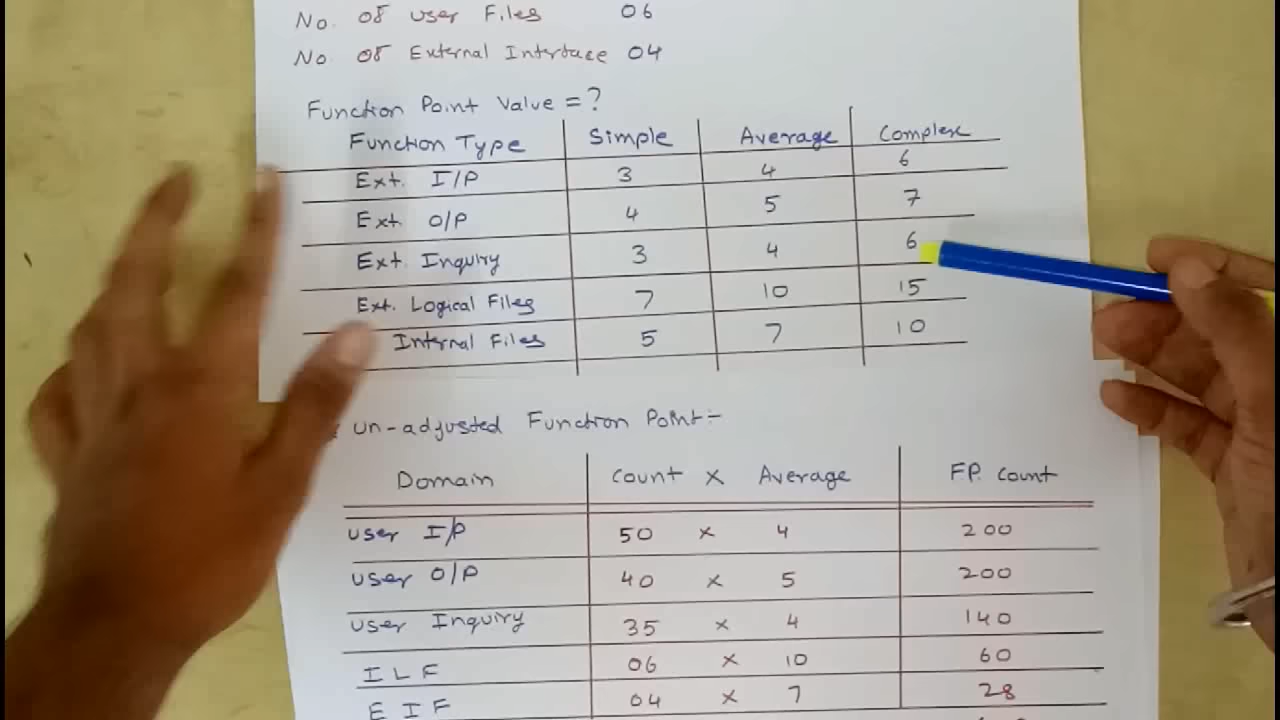 No. of User Files 06
No. of External Interface 04
Function Point Value = ?
Function Type Simple Average Complex
Ext. I/P 3 4 6
Ext. O/P 4 5 7
Ext. Inquiry 3 4 6
Ext. Logical Files 7 10 15
Internal Files 5 7 10
un-adjusted Function Point :-
Domain Count x Average FP. Count
User I/P 50 x 4 200
User O/P 40 x 5 200
User Inquiry 35 x 4 140
ILF 06 x 10 60
EIF 04 x 7 28